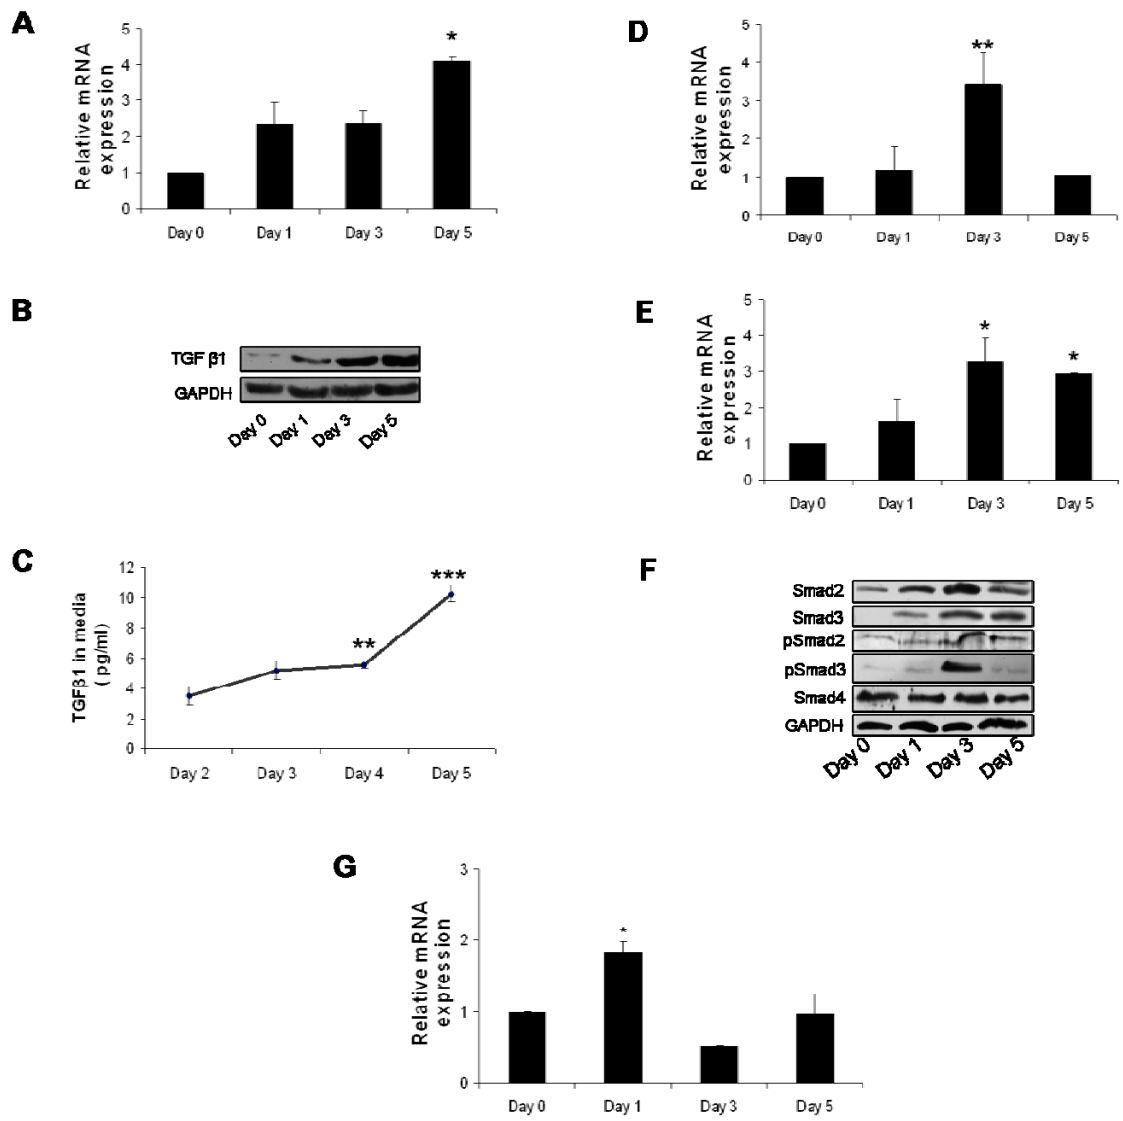 A
Relative mRNA
expression
5
4
3
2
1
0
*
Day 0 Day 1 Day 3 Day 5
B
TGF β1
GAPDH
Day 0 Day 1 Day 3 Day 5
C
TGFβ1 in media
( pg/ml)
12
10
8
6
4
2
0
**
***
Day 2 Day 3 Day 4 Day 5
D
Relative mRNA
expression
5
4
3
2
1
0
**
Day 0 Day 1 Day 3 Day 5
E
Relative mRNA
expression
5
4
3
2
1
0
*
*
Day 0 Day 1 Day 3 Day 5
F
Smad2
Smad3
pSmad2
pSmad3
Smad4
GAPDH
Day 0 Day 1 Day 3 Day 5
G
Relative mRNA
expression
3
2
1
0
*
Day 0 Day 1 Day 3 Day 5